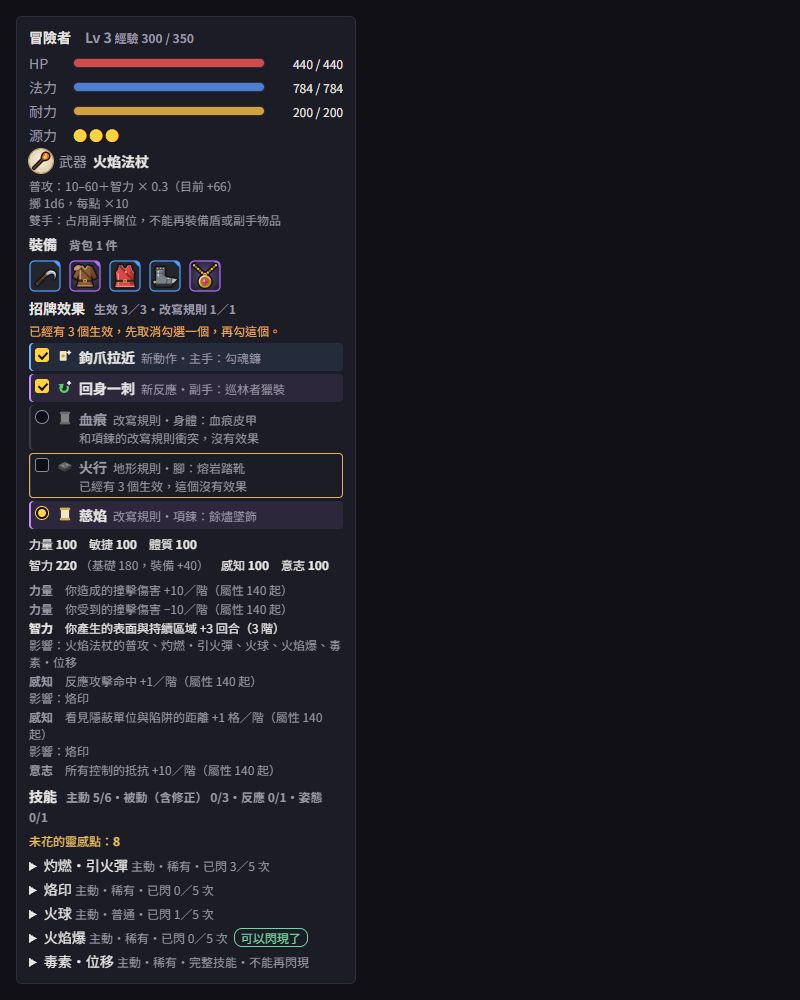 冒險者 Lv 3 經驗 300 / 350
HP 440 / 440
法力 784 / 784
耐力 200 / 200
源力
武器 火焰法杖
普攻：10–60＋智力 × 0.3（目前 +66）
擲 1d6，每點 ×10
雙手：占用副手欄位，不能再裝備盾或副手物品
裝備 背包 1 件
招牌效果 生效 3／3・改寫規則 1／1
已經有 3 個生效，先取消勾選一個，再勾這個。
鉤爪拉近 新動作・主手：勾魂鐮
回身一刺 新反應・副手：巡林者獵裝
血痕 改寫規則・身體：血痕皮甲
和項鍊的改寫規則衝突，沒有效果
火行 地形規則・腳：熔岩踏靴
已經有 3 個生效，這個沒有效果
慈焰 改寫規則・項鍊：餘燼墜飾
力量 100 敏捷 100 體質 100
智力 220 （基礎 180，裝備 +40） 感知 100 意志 100
力量 你造成的撞擊傷害 +10／階（屬性 140 起）
力量 你受到的撞擊傷害 −10／階（屬性 140 起）
智力 你產生的表面與持續區域 +3 回合（3 階）
影響：火焰法杖的普攻、灼燃・引火彈、火球、火焰爆、毒
素・位移
感知 反應攻擊命中 +1／階（屬性 140 起）
影響：烙印
感知 看見隱蔽單位與陷阱的距離 +1 格／階（屬性 140
起）
影響：烙印
意志 所有控制的抵抗 +10／階（屬性 140 起）
技能 主動 5/6・被動（含修正） 0/3・反應 0/1・姿態
0/1
未花的靈感點：8
▶ 灼燃・引火彈 主動・稀有・已閃 3／5 次
▶ 烙印 主動・稀有・已閃 0／5 次
▶ 火球 主動・普通・已閃 1／5 次
▶ 火焰爆 主動・稀有・已閃 0／5 次 可以閃現了
▶ 毒素・位移 主動・稀有・完整技能・不能再閃現